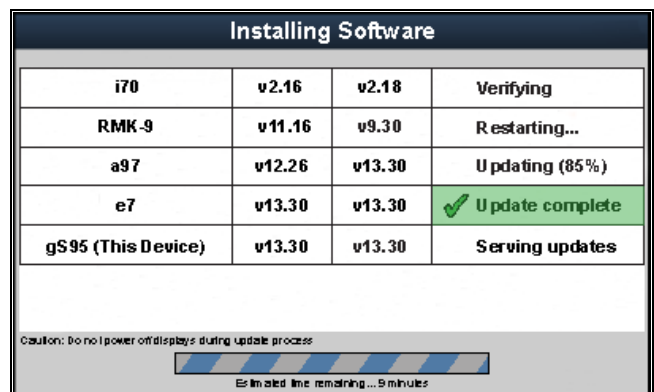 Installing Software
i70 v2.16 v2.18 Verifying
RMK-9 v11.16 v9.30 Restarting...
a97 v12.26 v13.30 Updating (85%)
e7 v13.30 v13.30 Update complete
gS95 (This Device) v13.30 v13.30 Serving updates
Caution: Do not power off displays during update process
Estimated time remaining... 9 minutes